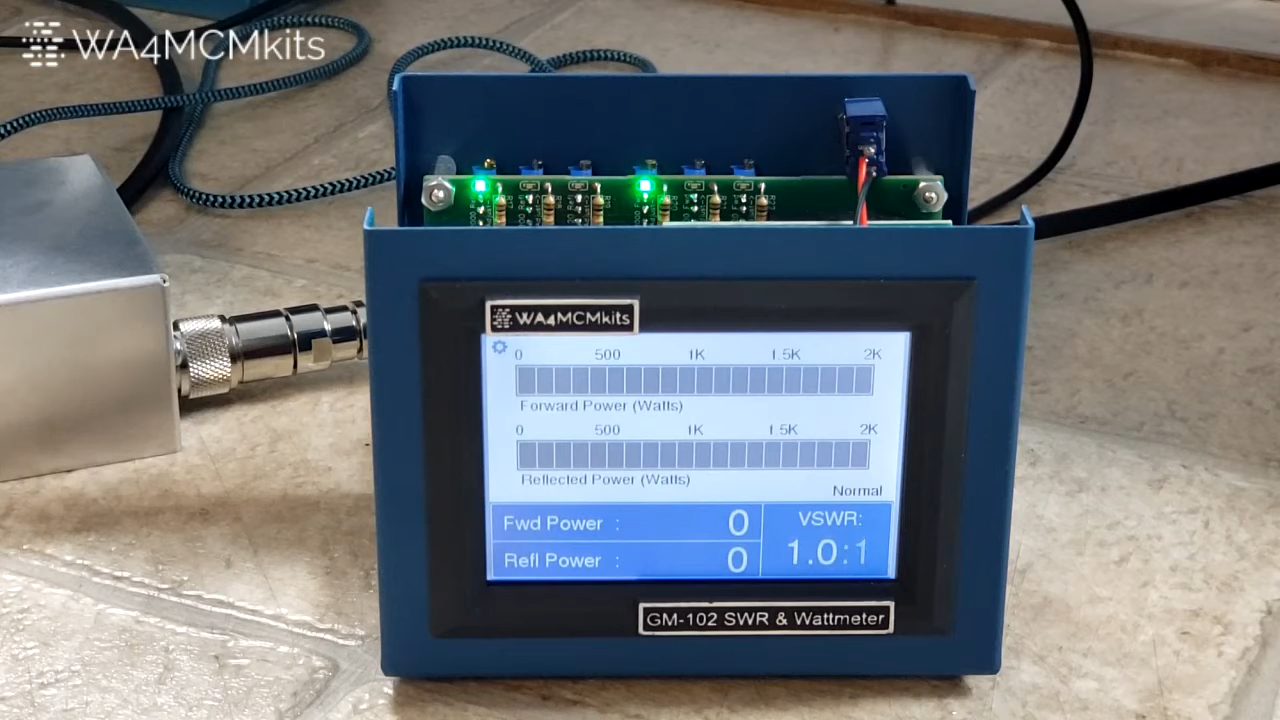 WA4MCMkits
WA4MCMkits
0 500 1K 1.5K 2K
Forward Power (Watts)
0 500 1K 1.5K 2K
Reflected Power (Watts)
Normal
Fwd Power : 0
Refl Power : 0
VSWR:
1.0:1
GM-102 SWR & Wattmeter